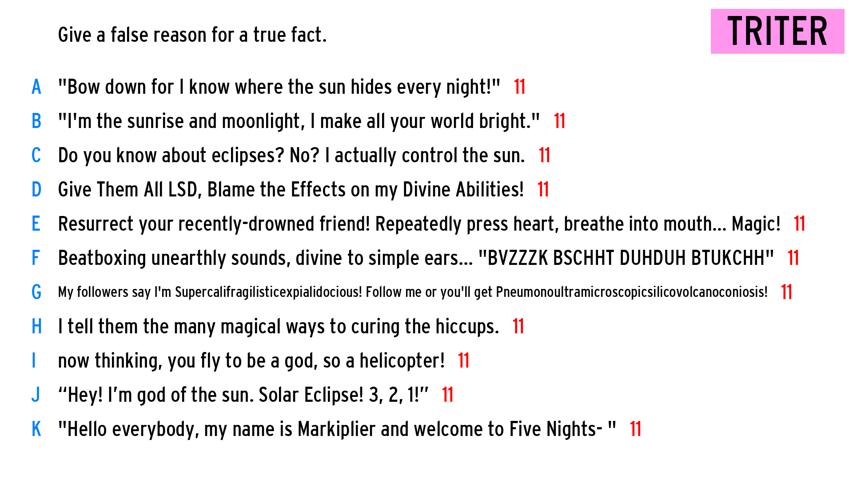 Give a false reason for a true fact.
TRITER
A "Bow down for I know where the sun hides every night!" 11
B "I'm the sunrise and moonlight, I make all your world bright." 11
C Do you know about eclipses? No? I actually control the sun. 11
D Give Them All LSD, Blame the Effects on my Divine Abilities! 11
E Resurrect your recently-drowned friend! Repeatedly press heart, breathe into mouth... Magic! 11
F Beatboxing unearthly sounds, divine to simple ears... "BVZZZK BSCHHT DUHDUH BTUKCHH" 11
G My followers say I'm Supercalifragilisticexpialidocious! Follow me or you'll get Pneumonoultramicroscopicsilicovolcanoconiosis! 11
H I tell them the many magical ways to curing the hiccups. 11
I now thinking, you fly to be a god, so a helicopter! 11
J “Hey! I’m god of the sun. Solar Eclipse! 3, 2, 1!” 11
K "Hello everybody, my name is Markiplier and welcome to Five Nights- " 11